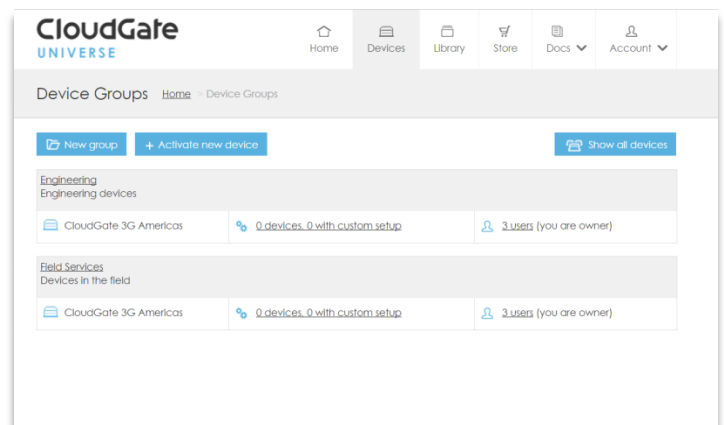 CloudGate
UNIVERSE
Home Devices Library Store Docs Account
Device Groups Home > Device Groups
New group + Activate new device Show all devices
Engineering
Engineering devices
CloudGate 3G Americas 0 devices, 0 with custom setup 3 users (you are owner)
Field Services
Devices in the field
CloudGate 3G Americas 0 devices, 0 with custom setup 3 users (you are owner)